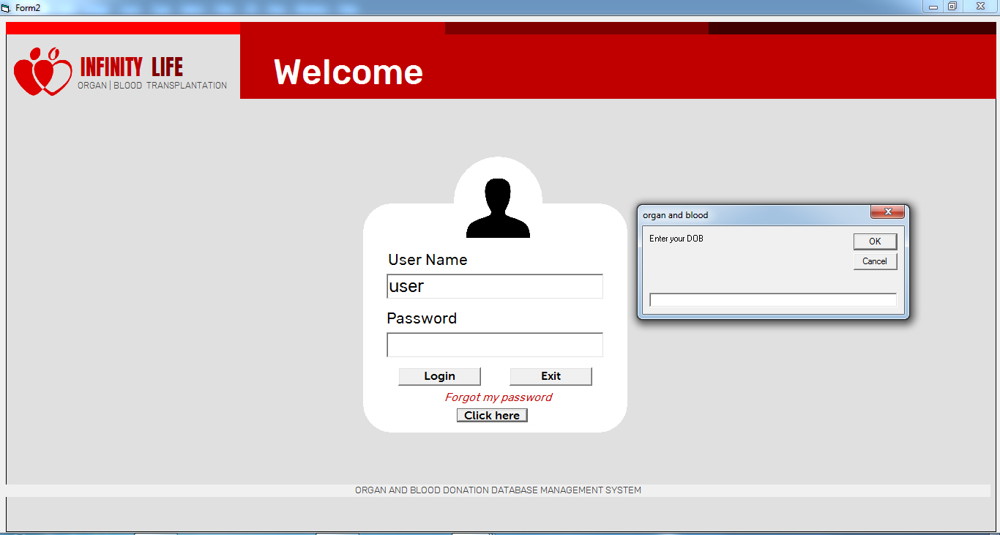 Form2
INFINITY LIFE
ORGAN | BLOOD TRANSPLANTATION
Welcome
organ and blood
Enter your DOB
OK
Cancel
User Name
user
Password
Login Exit
Forgot my password
Click here
ORGAN AND BLOOD DONATION DATABASE MANAGEMENT SYSTEM